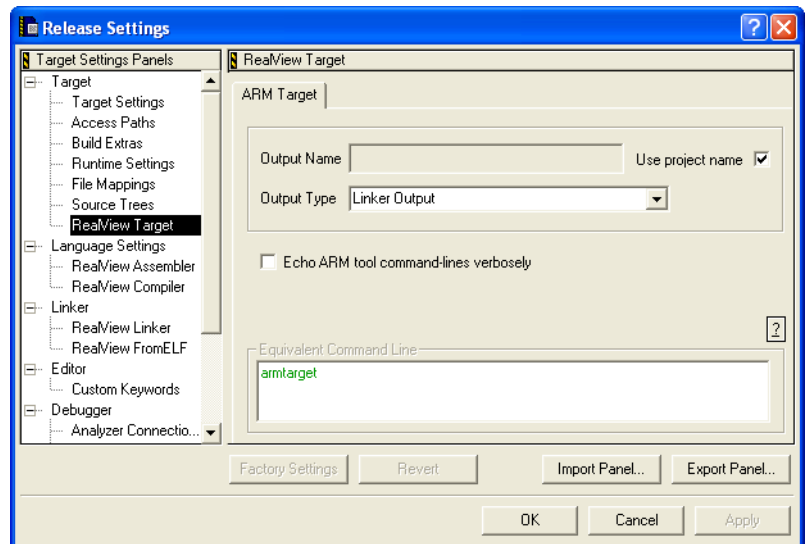 Release Settings
Target Settings Panels
Target
Target Settings
Access Paths
Build Extras
Runtime Settings
File Mappings
Source Trees
RealView Target
Language Settings
RealView Assembler
RealView Compiler
Linker
RealView Linker
RealView FromELF
Editor
Custom Keywords
Debugger
Analyzer Connectio...
RealView Target
ARM Target
Output Name
Use project name
Output Type Linker Output
Echo ARM tool command-lines verbosely
?
Equivalent Command Line
armtarget
Factory Settings Revert Import Panel... Export Panel...
OK Cancel Apply